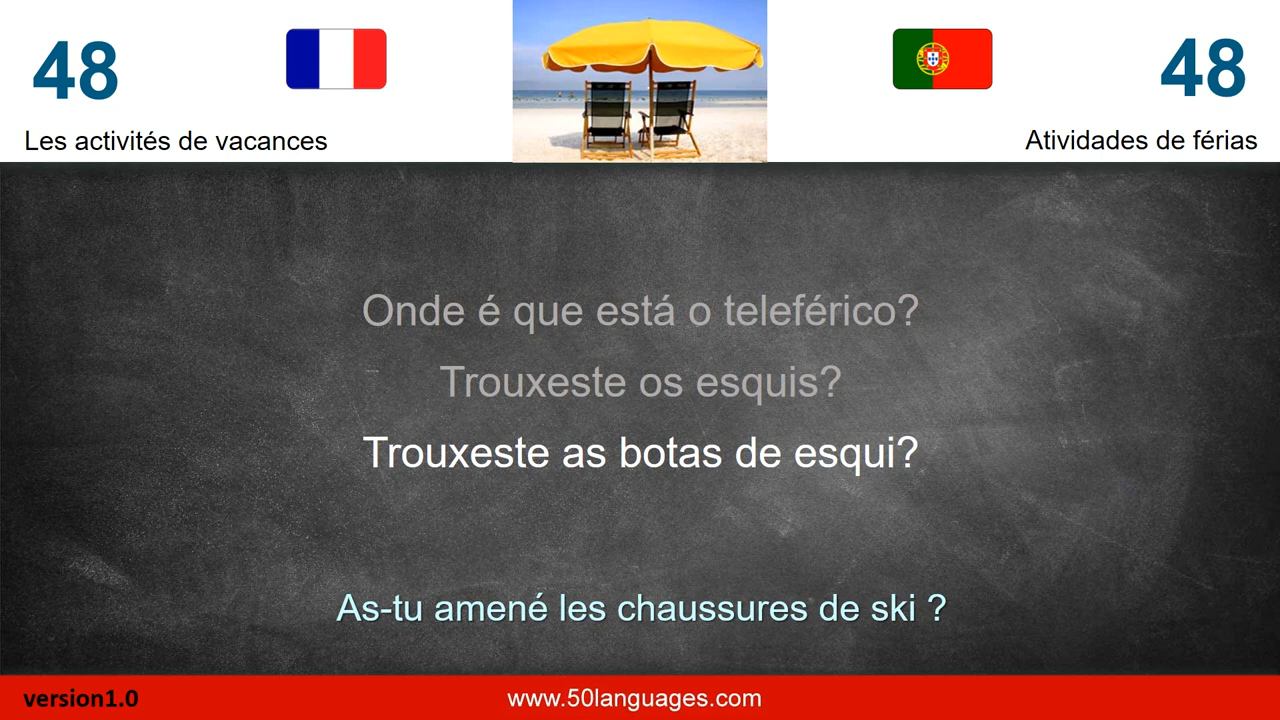 48
48
Les activités de vacances
Atividades de férias
Onde é que está o teleférico?
Trouxeste os esquis?
Trouxeste as botas de esqui?
As-tu amené les chaussures de ski ?
version1.0
www.50languages.com